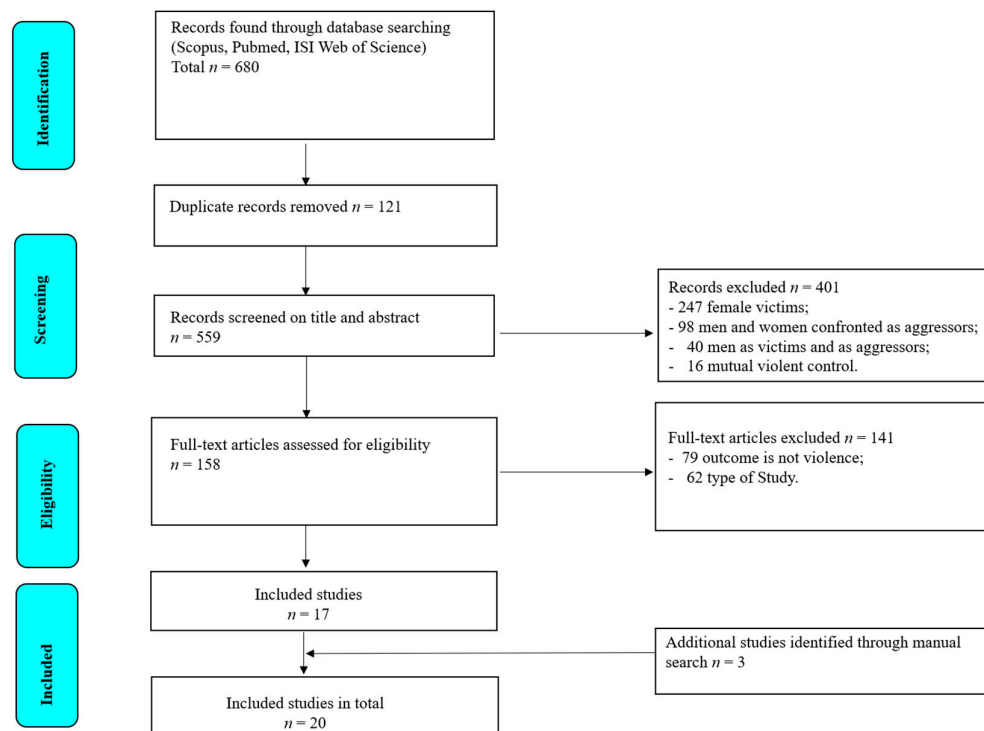 Identification
Records found through database searching
(Scopus, Pubmed, ISI Web of Science)
Total n = 680
Duplicate records removed n = 121
Screening
Records screened on title and abstract
n = 559
Records excluded n = 401
- 247 female victims;
- 98 men and women confronted as aggressors;
- 40 men as victims and as aggressors;
- 16 mutual violent control.
Eligibility
Full-text articles assessed for eligibility
n = 158
Full-text articles excluded n = 141
- 79 outcome is not violence;
- 62 type of Study.
Included
Included studies
n = 17
Additional studies identified through manual
search n = 3
Included studies in total
n = 20